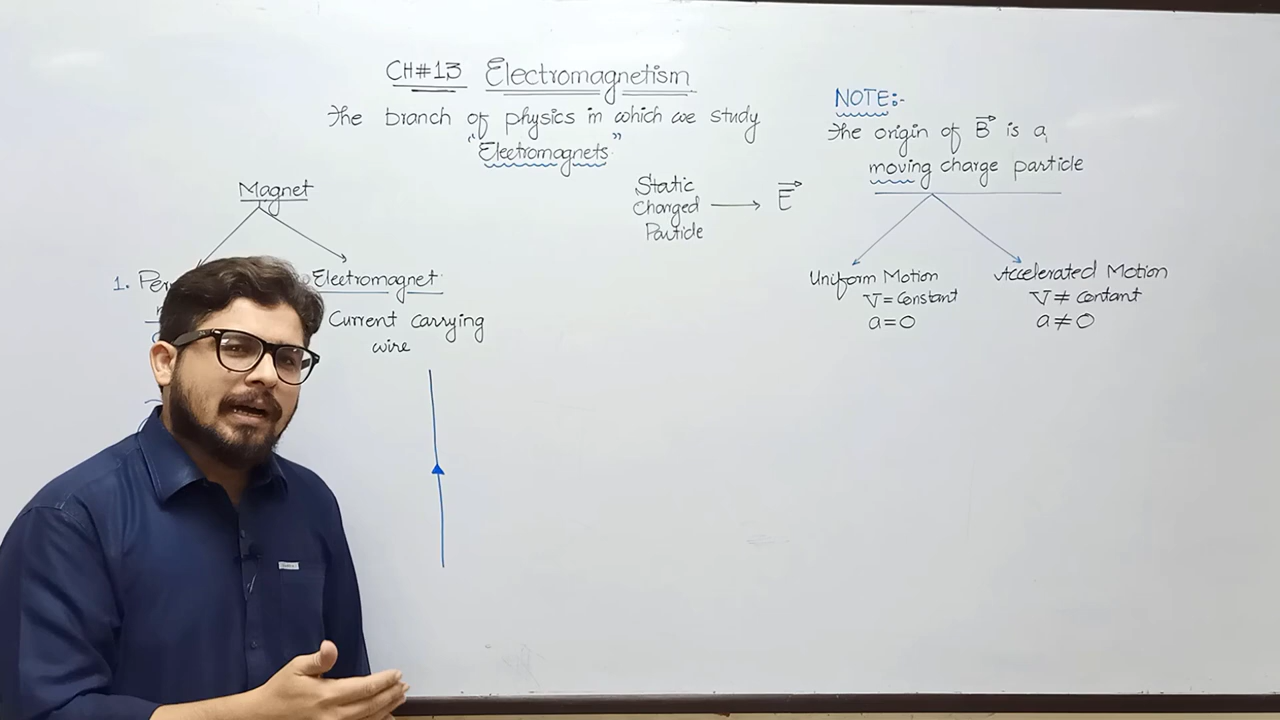 CH#13 Electromagnetism
The branch of physics in which we study
"Electromagnets"
Magnet
1. Per
Electromagnet
Current carrying
wire
Static
Charged
Particle → E⃗
NOTE:-
The origin of B⃗ is a
moving charge particle
Uniform Motion
V = Constant
a = 0
Accelerated Motion
V ≠ Contant
a ≠ 0